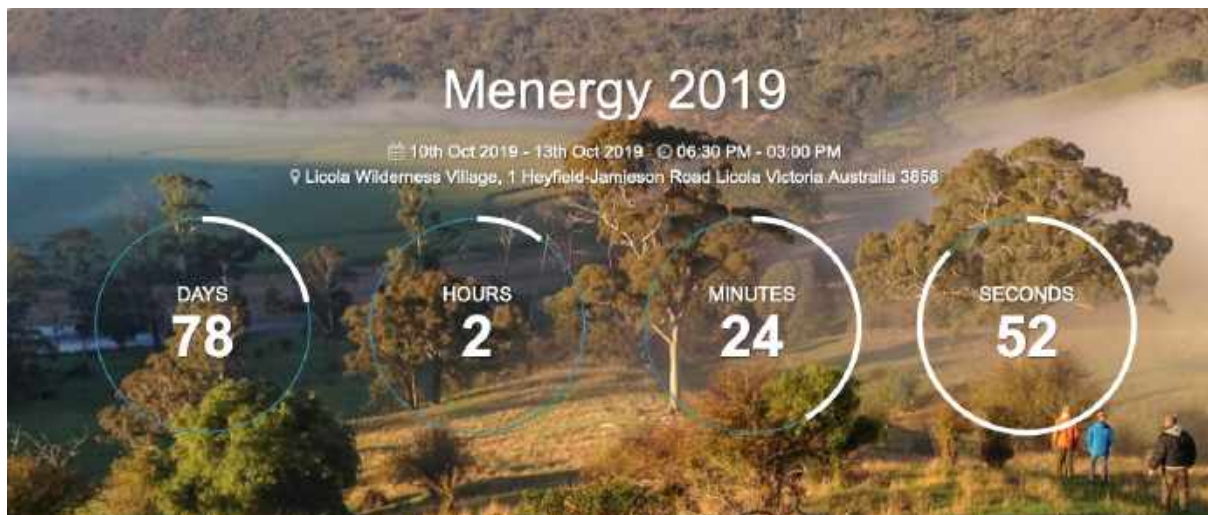 Menergy 2019
10th Oct 2019 - 13th Oct 2019 06:30 PM - 03:00 PM
Licola Wilderness Village, 1 Heyfield-Jamieson Road Licola Victoria Australia 3858
DAYS HOURS MINUTES SECONDS
78 2 24 52